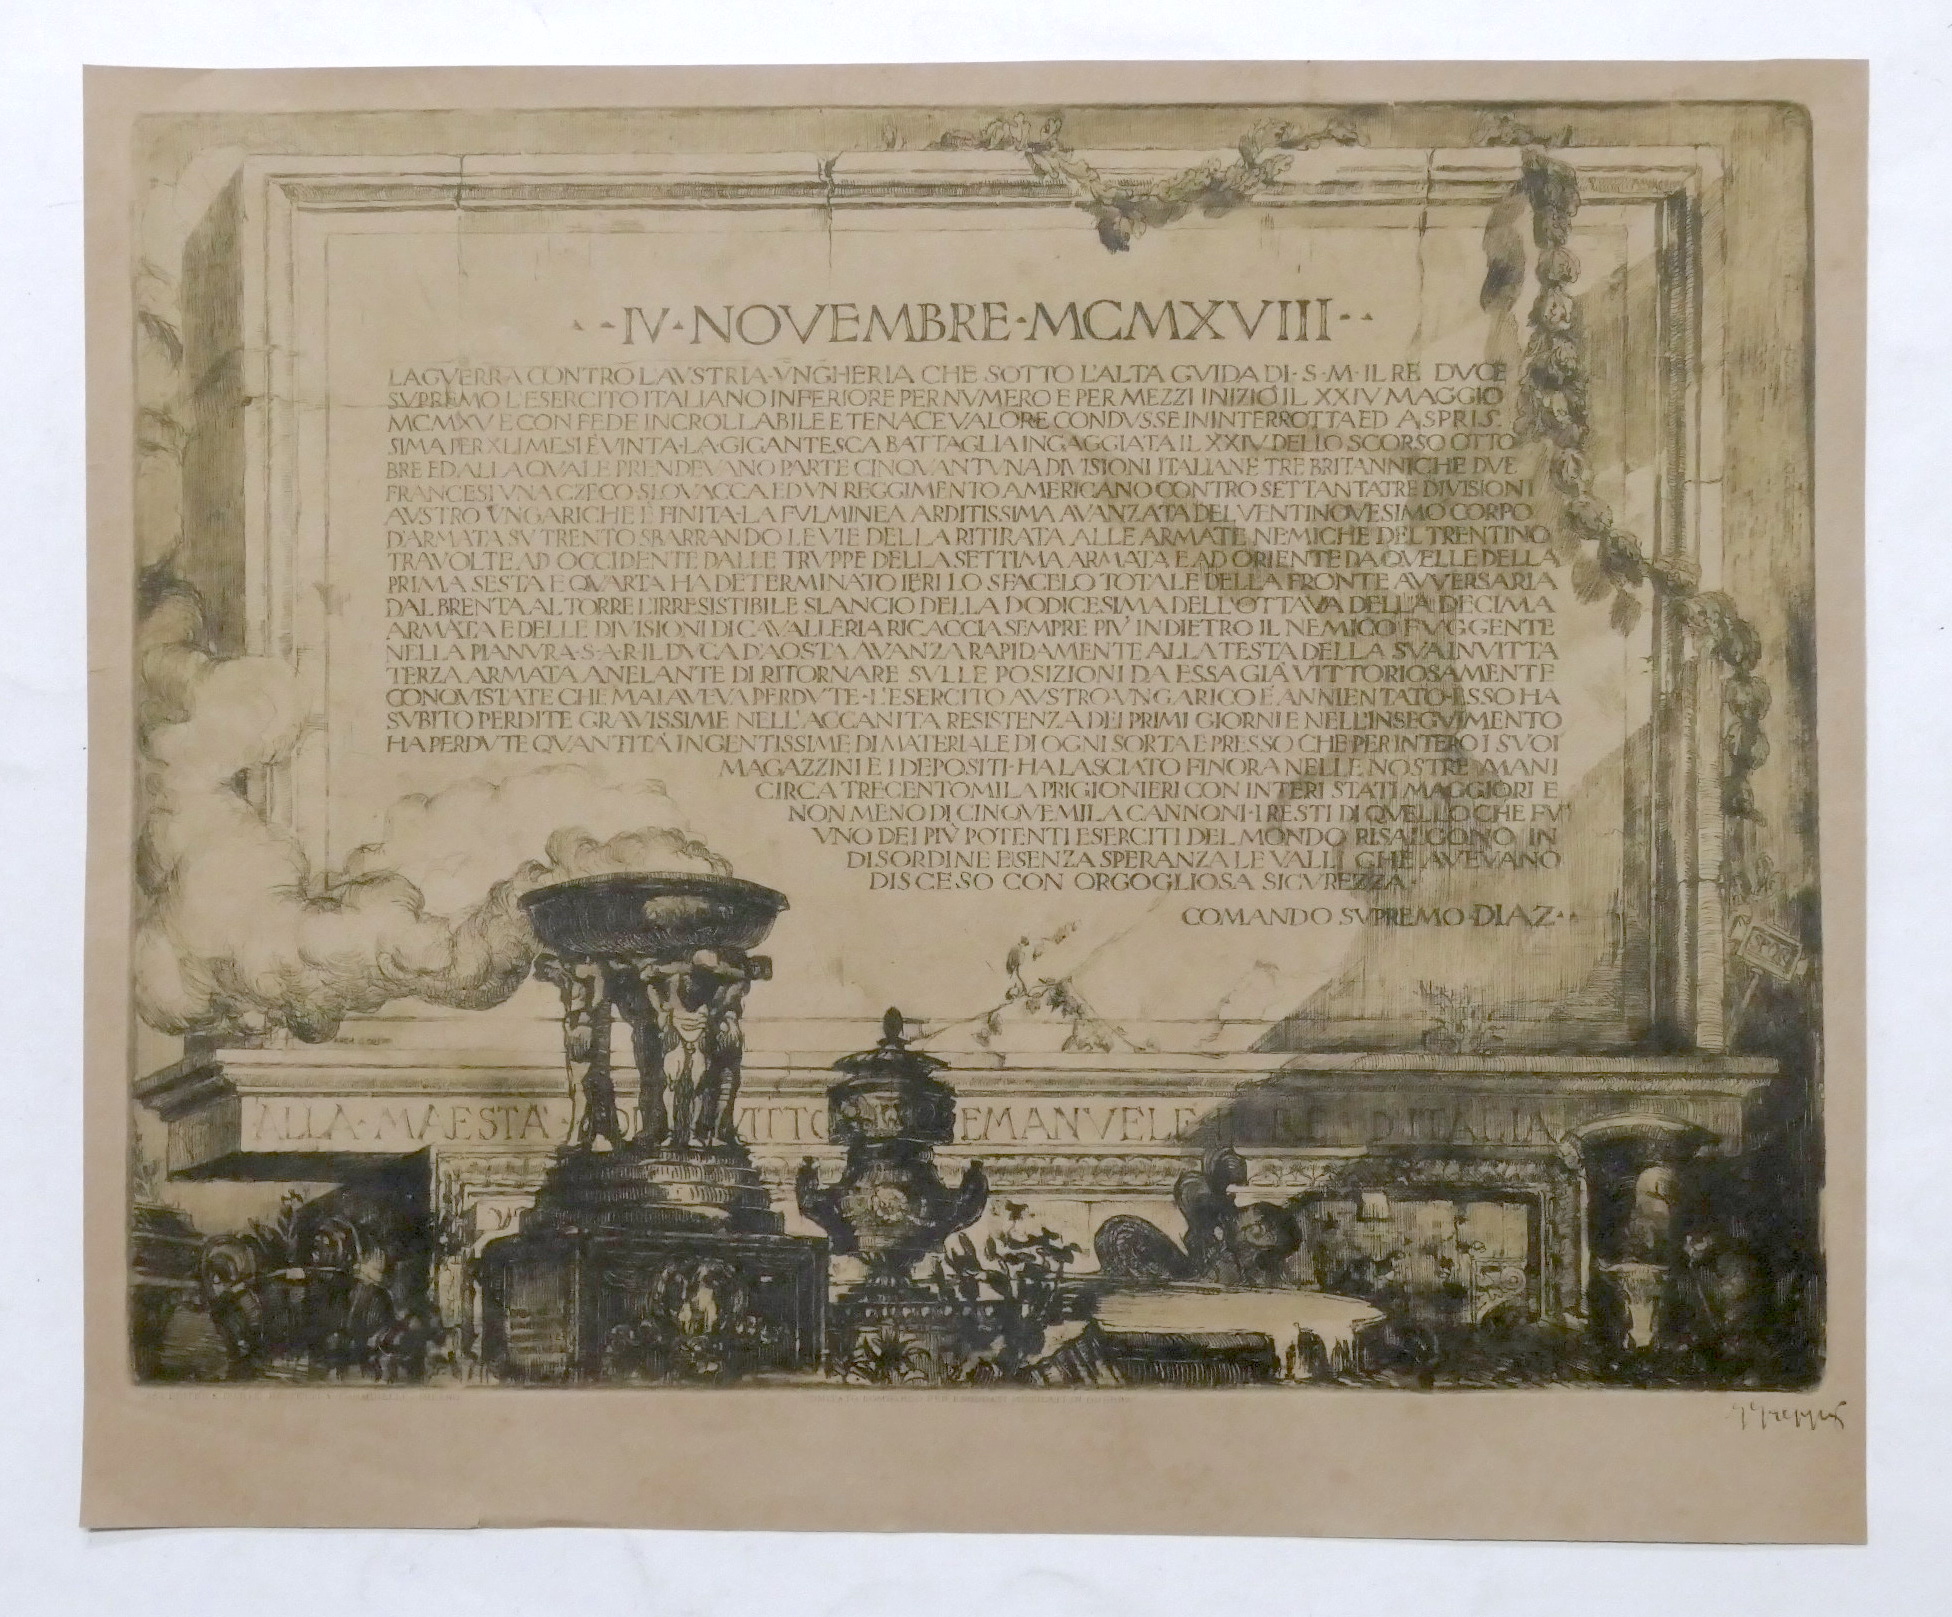 ·IV·NOVEMBRE·MCMXVIII·
LA GVERRA CONTRO L'AVSTRIA·VNGHERIA CHE SOTTO L'ALTA GVIDA DI·S·M·IL RE DVCE
SVPREMO L'ESERCITO ITALIANO INFERIORE PER NVMERO E PER MEZZI INIZIÒ IL XXIV MAGGIO
MCMXV E CON FEDE INCROLLABILE E TENACE VALORE CONDVSSE ININTERROTTA ED ASPRIS·
SIMA PER XLI MESI È VINTA·LA GIGANTESCA BATTAGLIA INGAGGIATA IL XXIV DELLO SCORSO OTTO
BRE ED ALLA QVALE PRENDEVANO PARTE CINQVANTVNA DIVISIONI ITALIANE TRE BRITANNICHE DVE
FRANCESI VNA CZECO·SLOVACCA ED VN REGGIMENTO AMERICANO CONTRO SETTANTATRE DIVISIONI
AVSTRO VNGARICHE È FINITA·LA FVLMINEA ARDITISSIMA AVANZATA DEL VENTINOVESIMO CORPO
D'ARMATA SV TRENTO SBARRANDO LE VIE DELLA RITIRATA ALLE ARMATE NEMICHE DEL TRENTINO
TRAVOLTE AD OCCIDENTE DALLE TRVPPE DELLA SETTIMA ARMATA E AD ORIENTE DA QVELLE DELLA
PRIMA SESTA E QVARTA HA DETERMINATO IERI LO SFACELO TOTALE DELLA FRONTE AVVERSARIA
DAL BRENTA AL TORRE L'IRRESISTIBILE SLANCIO DELLA DODICESIMA DELL'OTTAVA DELLA DECIMA
ARMATA E DELLE DIVISIONI DI CAVALLERIA RICACCIA SEMPRE PIV' INDIETRO IL NEMICO FVGGENTE
NELLA PIANVRA·S·A·R·IL DVCA D'AOSTA AVANZA RAPIDAMENTE ALLA TESTA DELLA SVA INVITTA
TERZA ARMATA ANELANTE DI RITORNARE SVLLE POSIZIONI DA ESSA GIÀ VITTORIOSAMENTE
CONQVISTATE CHE MAI AVEVA PERDVTE·L'ESERCITO AVSTRO VNGARICO È ANNIENTATO·ESSO HA
SVBITO PERDITE GRAVISSIME NELL'ACCANITA RESISTENZA DEI PRIMI GIORNI E NELL'INSEGVIMENTO
HA PERDVTE QVANTITÀ INGENTISSIME DI MATERIALE DI OGNI SORTA E PRESSO CHE PER INTERO I SVOI
MAGAZZINI E I DEPOSITI·HA LASCIATO FINORA NELLE NOSTRE MANI
CIRCA TRECENTOMILA PRIGIONIERI CON INTERI STATI MAGGIORI E
NON MENO DI CINQVEMILA CANNONI·I RESTI DI QVELLO CHE FV
VNO DEI PIÙ POTENTI ESERCITI DEL MONDO RISALGONO IN
DISORDINE E SENZA SPERANZA LE VALLI CHE AVEVANO
DISCESO CON ORGOGLIOSA SICVREZZA·
COMANDO SVPREMO·DIAZ·
ALLA·MAESTÀ VITTO EMANVELE RE D'ITALIA